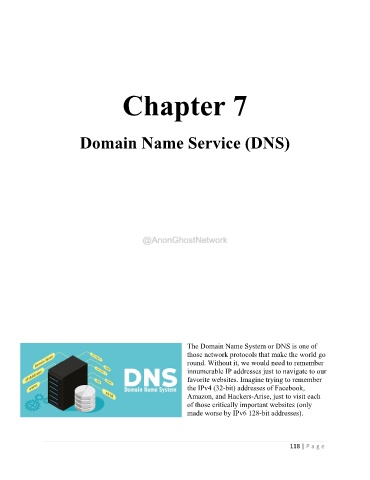 Chapter 7
Domain Name Service (DNS)
@AnonGhostNetwork
DNS
Domain Name System
The Domain Name System or DNS is one of
those network protocols that make the world go
round. Without it, we would need to remember
innumerable IP addresses just to navigate to our
favorite websites. Imagine trying to remember
the IPv4 (32-bit) addresses of Facebook,
Amazon, and Hackers-Arise, just to visit each
of those critically important websites (only
made worse by IPv6 128-bit addresses).
118 | Page